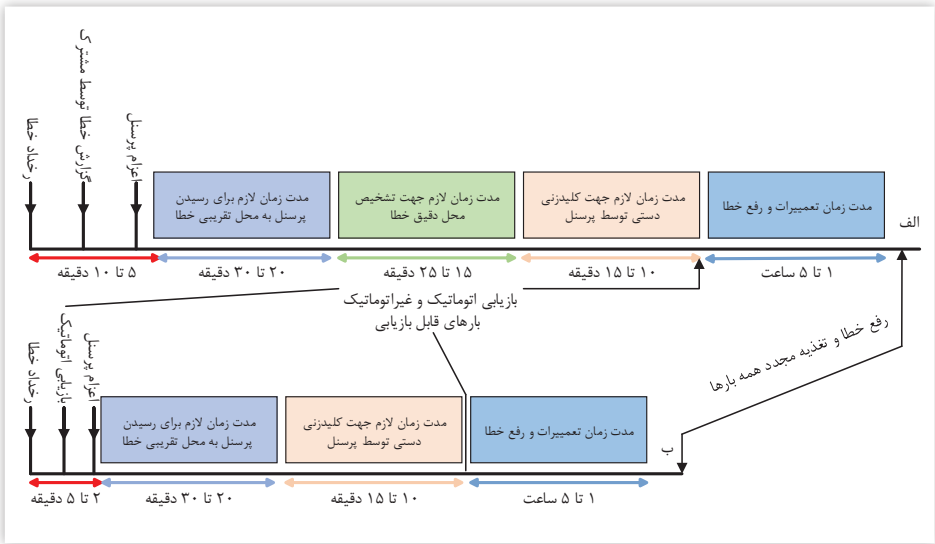 رخداد خطا
گزارش خطا توسط مشترک
اعزام پرسنل
مدت زمان لازم برای رسیدن
پرسنل به محل تقریبی خطا
مدت زمان لازم جهت تشخیص
محل دقیق خطا
مدت زمان لازم جهت کلیدزنی
دستی توسط پرسنل
مدت زمان تعمییرات و رفع خطا
الف
۵ تا ۱۰ دقیقه
۲۰ تا ۳۰ دقیقه
۱۵ تا ۲۵ دقیقه
۱۰ تا ۱۵ دقیقه
۱ تا ۵ ساعت
بازیابی اتوماتیک و غیراتوماتیک
بارهای قابل بازیابی
رفع خطا و تغذیه مجدد همه بارها
رخداد خطا
بازیابی اتوماتیک
اعزام پرسنل
مدت زمان لازم برای رسیدن
پرسنل به محل تقریبی خطا
مدت زمان لازم جهت کلیدزنی
دستی توسط پرسنل
مدت زمان تعمییرات و رفع خطا
ب
۲ تا ۵ دقیقه
۲۰ تا ۳۰ دقیقه
۱۰ تا ۱۵ دقیقه
۱ تا ۵ ساعت